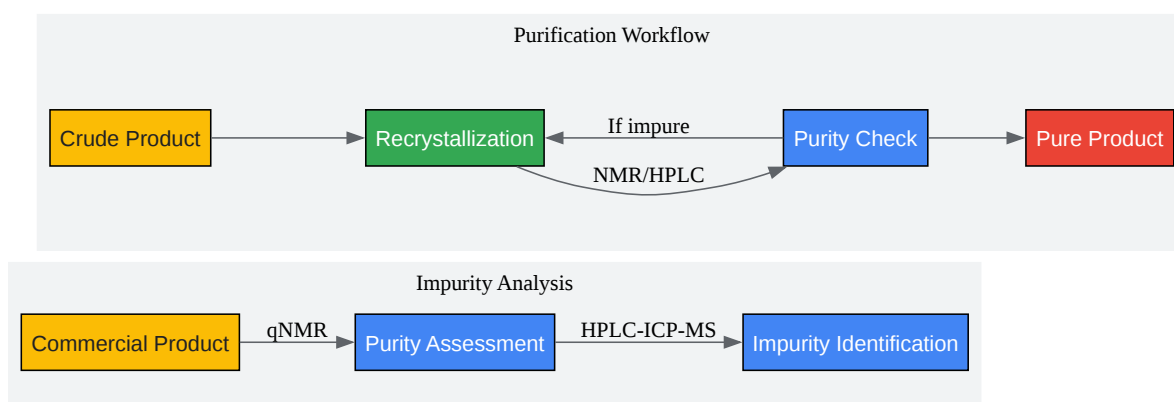 Purification Workflow
Crude Product
Recrystallization
If impure
NMR/HPLC
Purity Check
Pure Product
Impurity Analysis
Commercial Product
qNMR
Purity Assessment
HPLC-ICP-MS
Impurity Identification